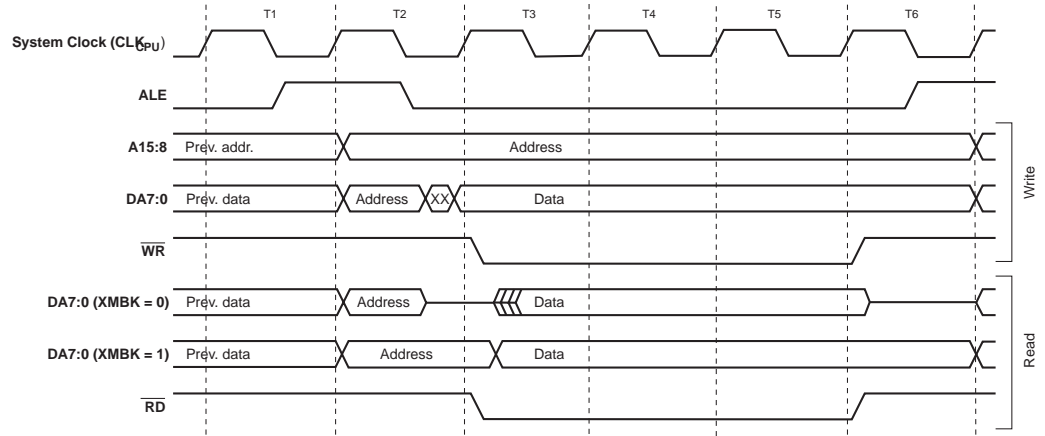 T1 T2 T3 T4 T5 T6
System Clock (CLKCPU)
ALE
A15:8 Prev. addr. Address
DA7:0 Prev. data Address XX Data
WR
Write
DA7:0 (XMBK = 0) Prev. data Address Data
DA7:0 (XMBK = 1) Prev. data Address Data
RD
Read